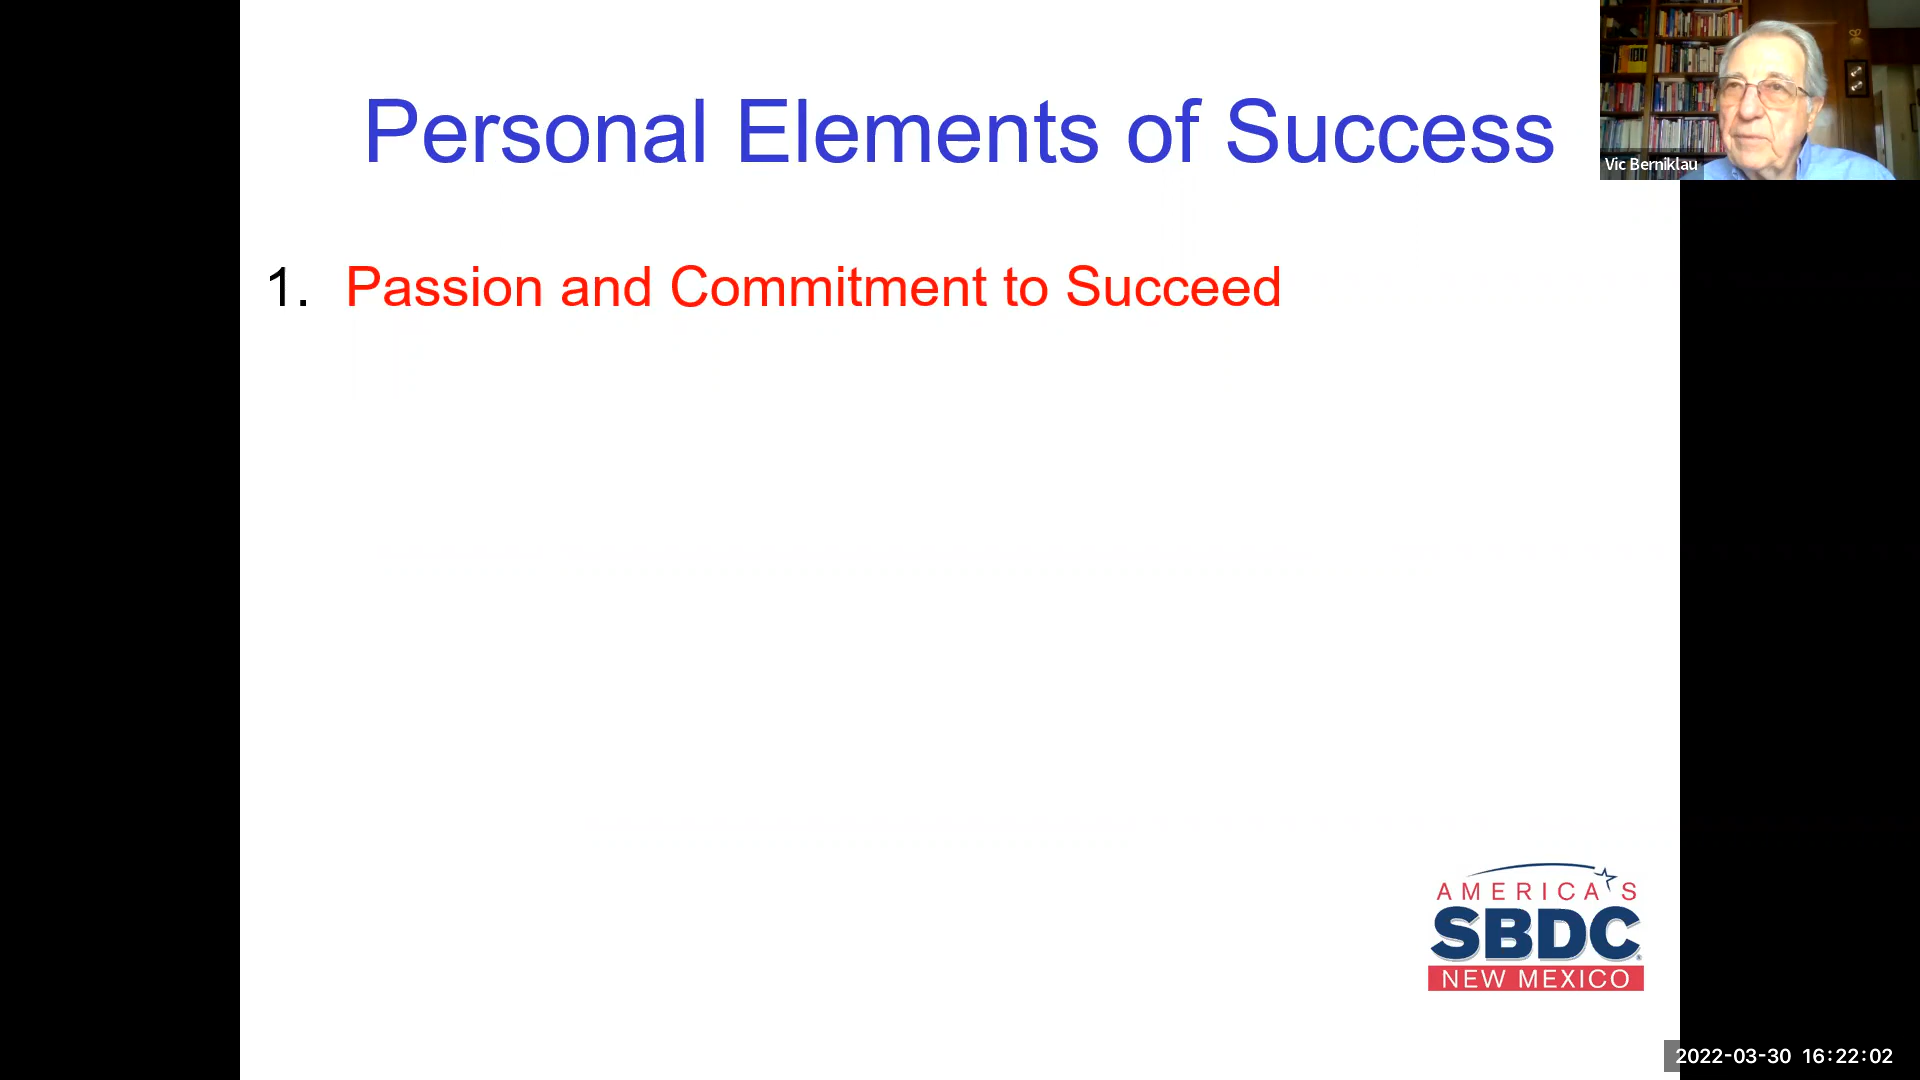 Personal Elements of Success
Vic Berniklau
1. Passion and Commitment to Succeed
AMERICA'S
SBDC
NEW MEXICO
2022-03-30 16:22:02